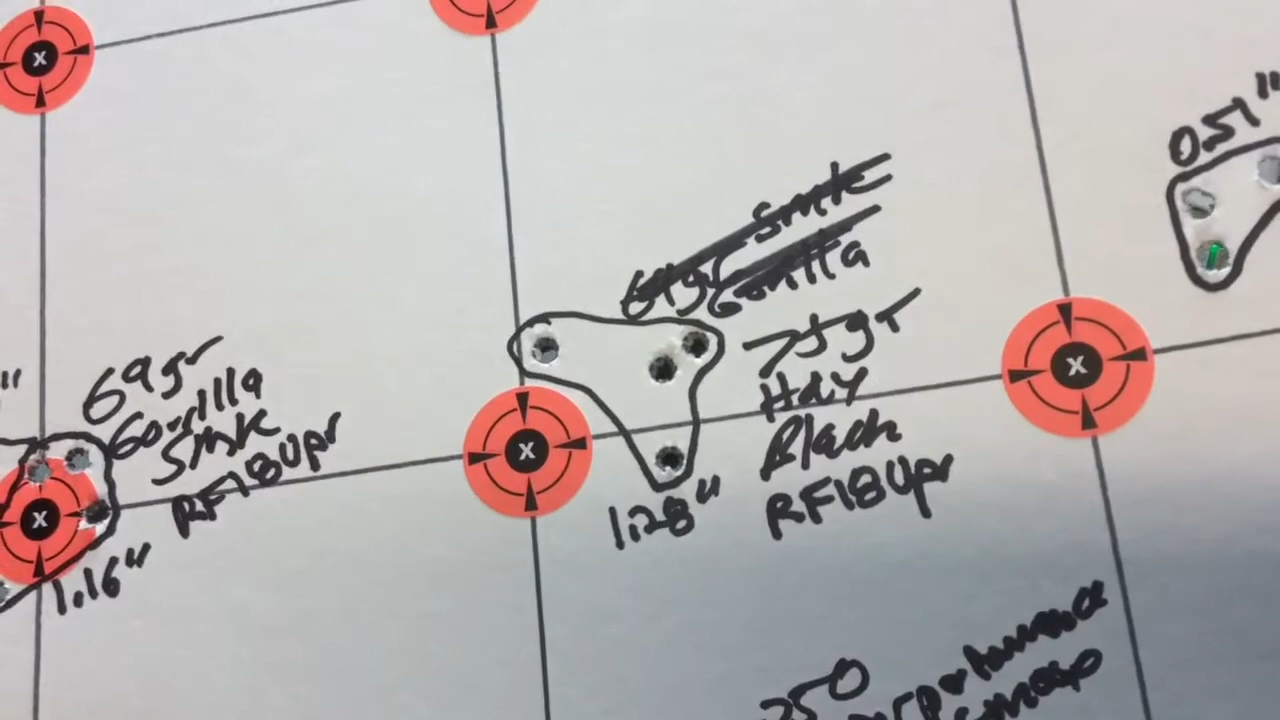 X
0.51"
69gr SMK
Gorilla
75gr
HdY
Black
RF18Upr
1.28"
X
X
69gr
Gorilla
SMK
RF18Upr
1.16"
X
"
250